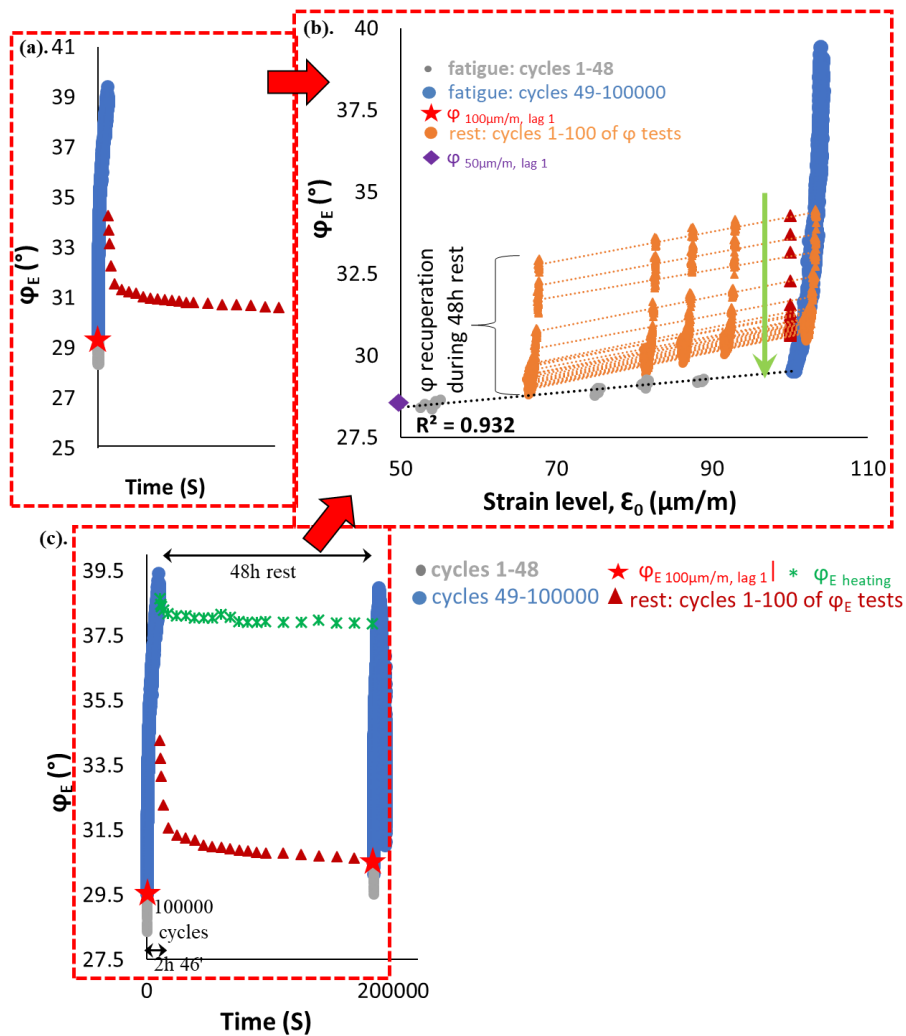 (a).
41
39
37
35
33
31
29
27
25
φE (°)
Time (S)
(b).
40
37.5
35
32.5
30
27.5
φE (°)
fatigue: cycles 1-48
fatigue: cycles 49-100000
φ 100μm/m, lag 1
rest: cycles 1-100 of φ tests
φ 50μm/m, lag 1
φ recuperation
during 48h rest
R² = 0.932
50
70
90
110
Strain level, Ɛ0 (μm/m)
(c).
39.5
37.5
35.5
33.5
31.5
29.5
27.5
φE (°)
48h rest
100000
cycles
2h 46'
0
200000
Time (S)
cycles 1-48
φE 100μm/m, lag 1|
φE heating
cycles 49-100000
rest: cycles 1-100 of φE tests